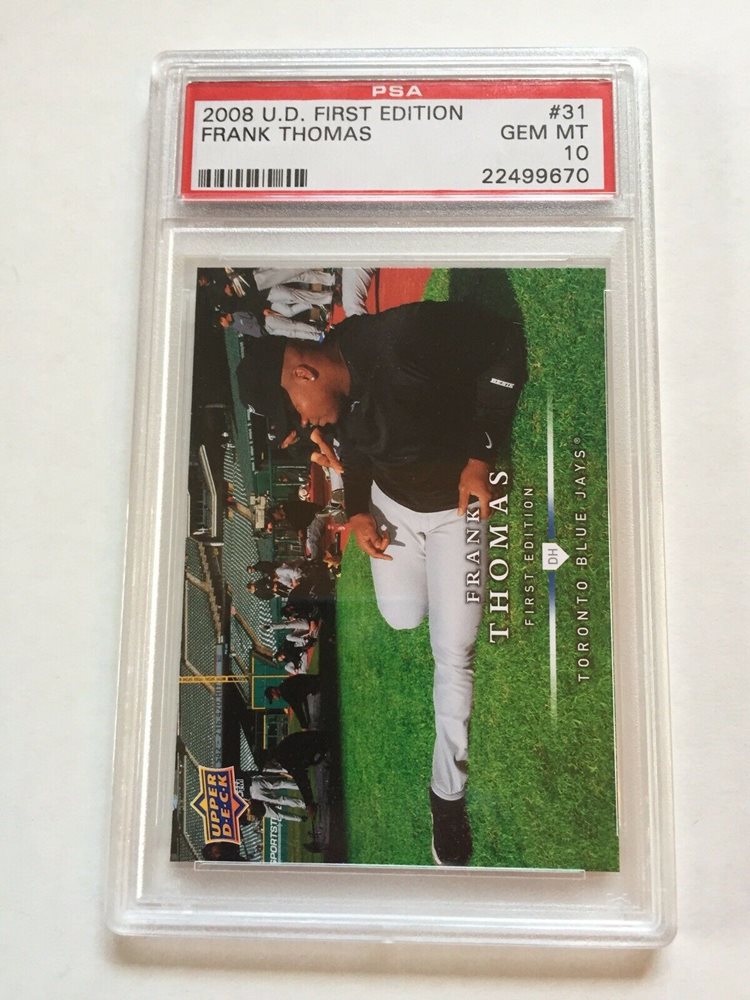 PSA
2008 U.D. FIRST EDITION #31
FRANK THOMAS GEM MT
10
22499670
FRANK
THOMAS
FIRST EDITION
DH
TORONTO BLUE JAYS®
UPPER
D·E·C·K